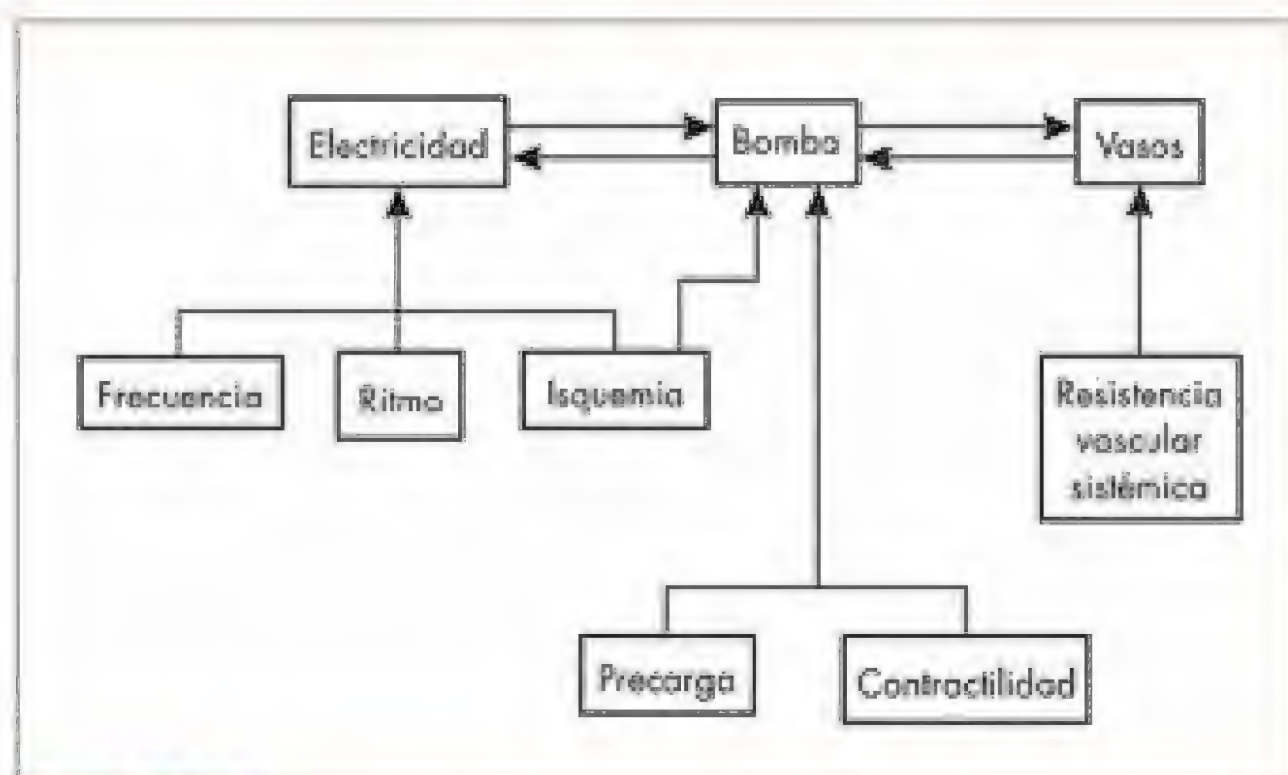 Electricidad
Bomba
Vasos
Frecuencia
Ritmo
Isquemia
Resistencia
vascular
sistémica
Precarga
Contractilidad